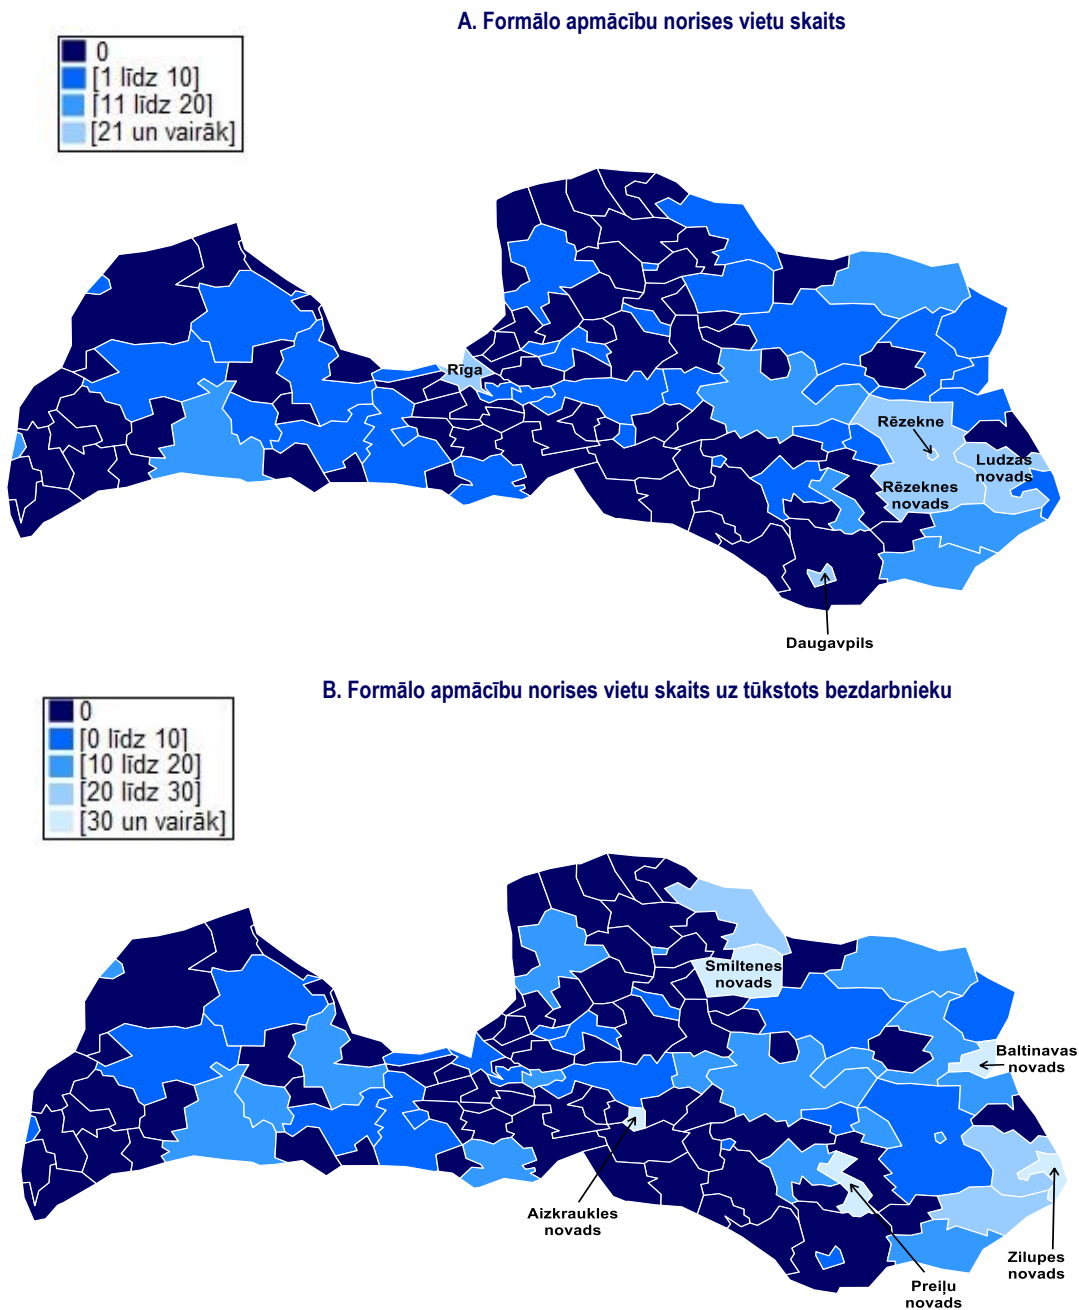 A. Formālo apmācību norises vietu skaits
0
[1 līdz 10]
[11 līdz 20]
[21 un vairāk]
Rīga
Rēzekne
Ludzas
novads
Rēzeknes
novads
Daugavpils
B. Formālo apmācību norises vietu skaits uz tūkstots bezdarbnieku
0
[0 līdz 10]
[10 līdz 20]
[20 līdz 30]
[30 un vairāk]
Smiltenes
novads
Baltinavas
novads
Aizkraukles
novads
Zilupes
novads
Preiļu
novads